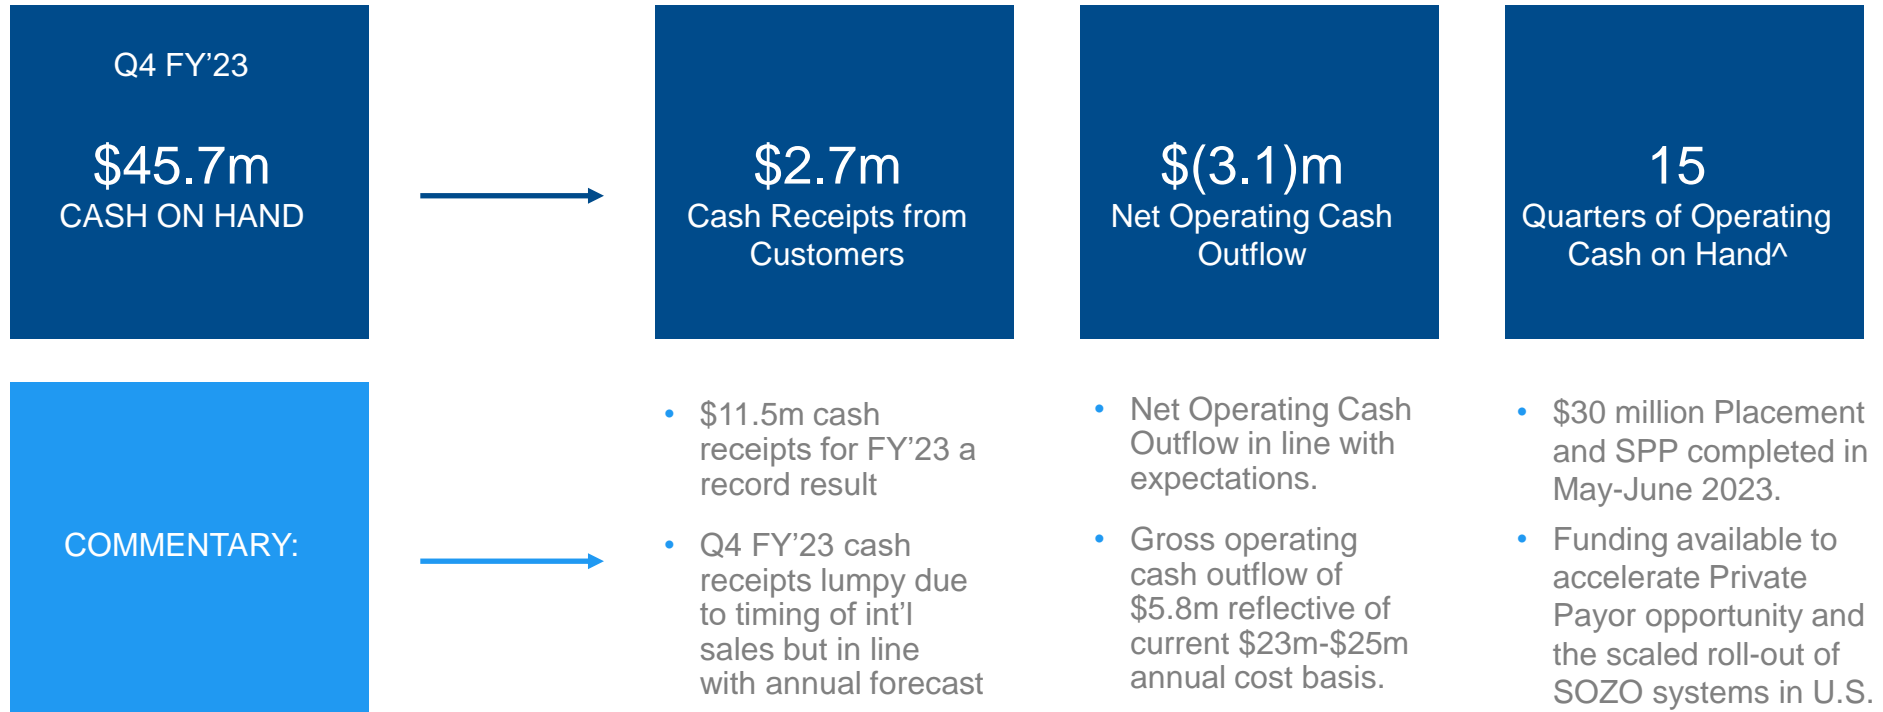 Q4 FY’23
$45.7m
CASH ON HAND
$2.7m
Cash Receipts from
Customers
$(3.1)m
Net Operating Cash
Outflow
15
Quarters of Operating
Cash on Hand^
COMMENTARY:
• $11.5m cash
receipts for FY’23 a
record result
• Q4 FY’23 cash
receipts lumpy due
to timing of int’l
sales but in line
with annual forecast
• Net Operating Cash
Outflow in line with
expectations.
• Gross operating
cash outflow of
$5.8m reflective of
current $23m-$25m
annual cost basis.
• $30 million Placement
and SPP completed in
May-June 2023.
• Funding available to
accelerate Private
Payor opportunity and
the scaled roll-out of
SOZO systems in U.S.